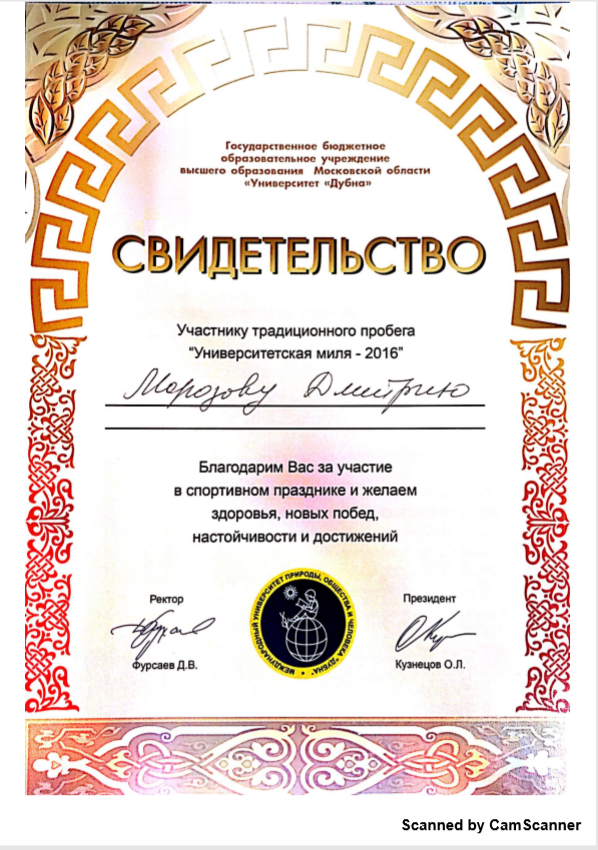 Государственное бюджетное
образовательное учреждение
высшего образования Московской области
«Университет «Дубна»
СВИДЕТЕЛЬСТВО
Участнику традиционного пробега
“Университетская миля - 2016”
Морозову Дмитрию
Благодарим Вас за участие
в спортивном празднике и желаем
здоровья, новых побед,
настойчивости и достижений
Ректор
Фурсаев Д.В.
МЕЖДУНАРОДНЫЙ УНИВЕРСИТЕТ ПРИРОДЫ, ОБЩЕСТВА И ЧЕЛОВЕКА "ДУБНА"
Президент
Кузнецов О.Л.
Scanned by CamScanner